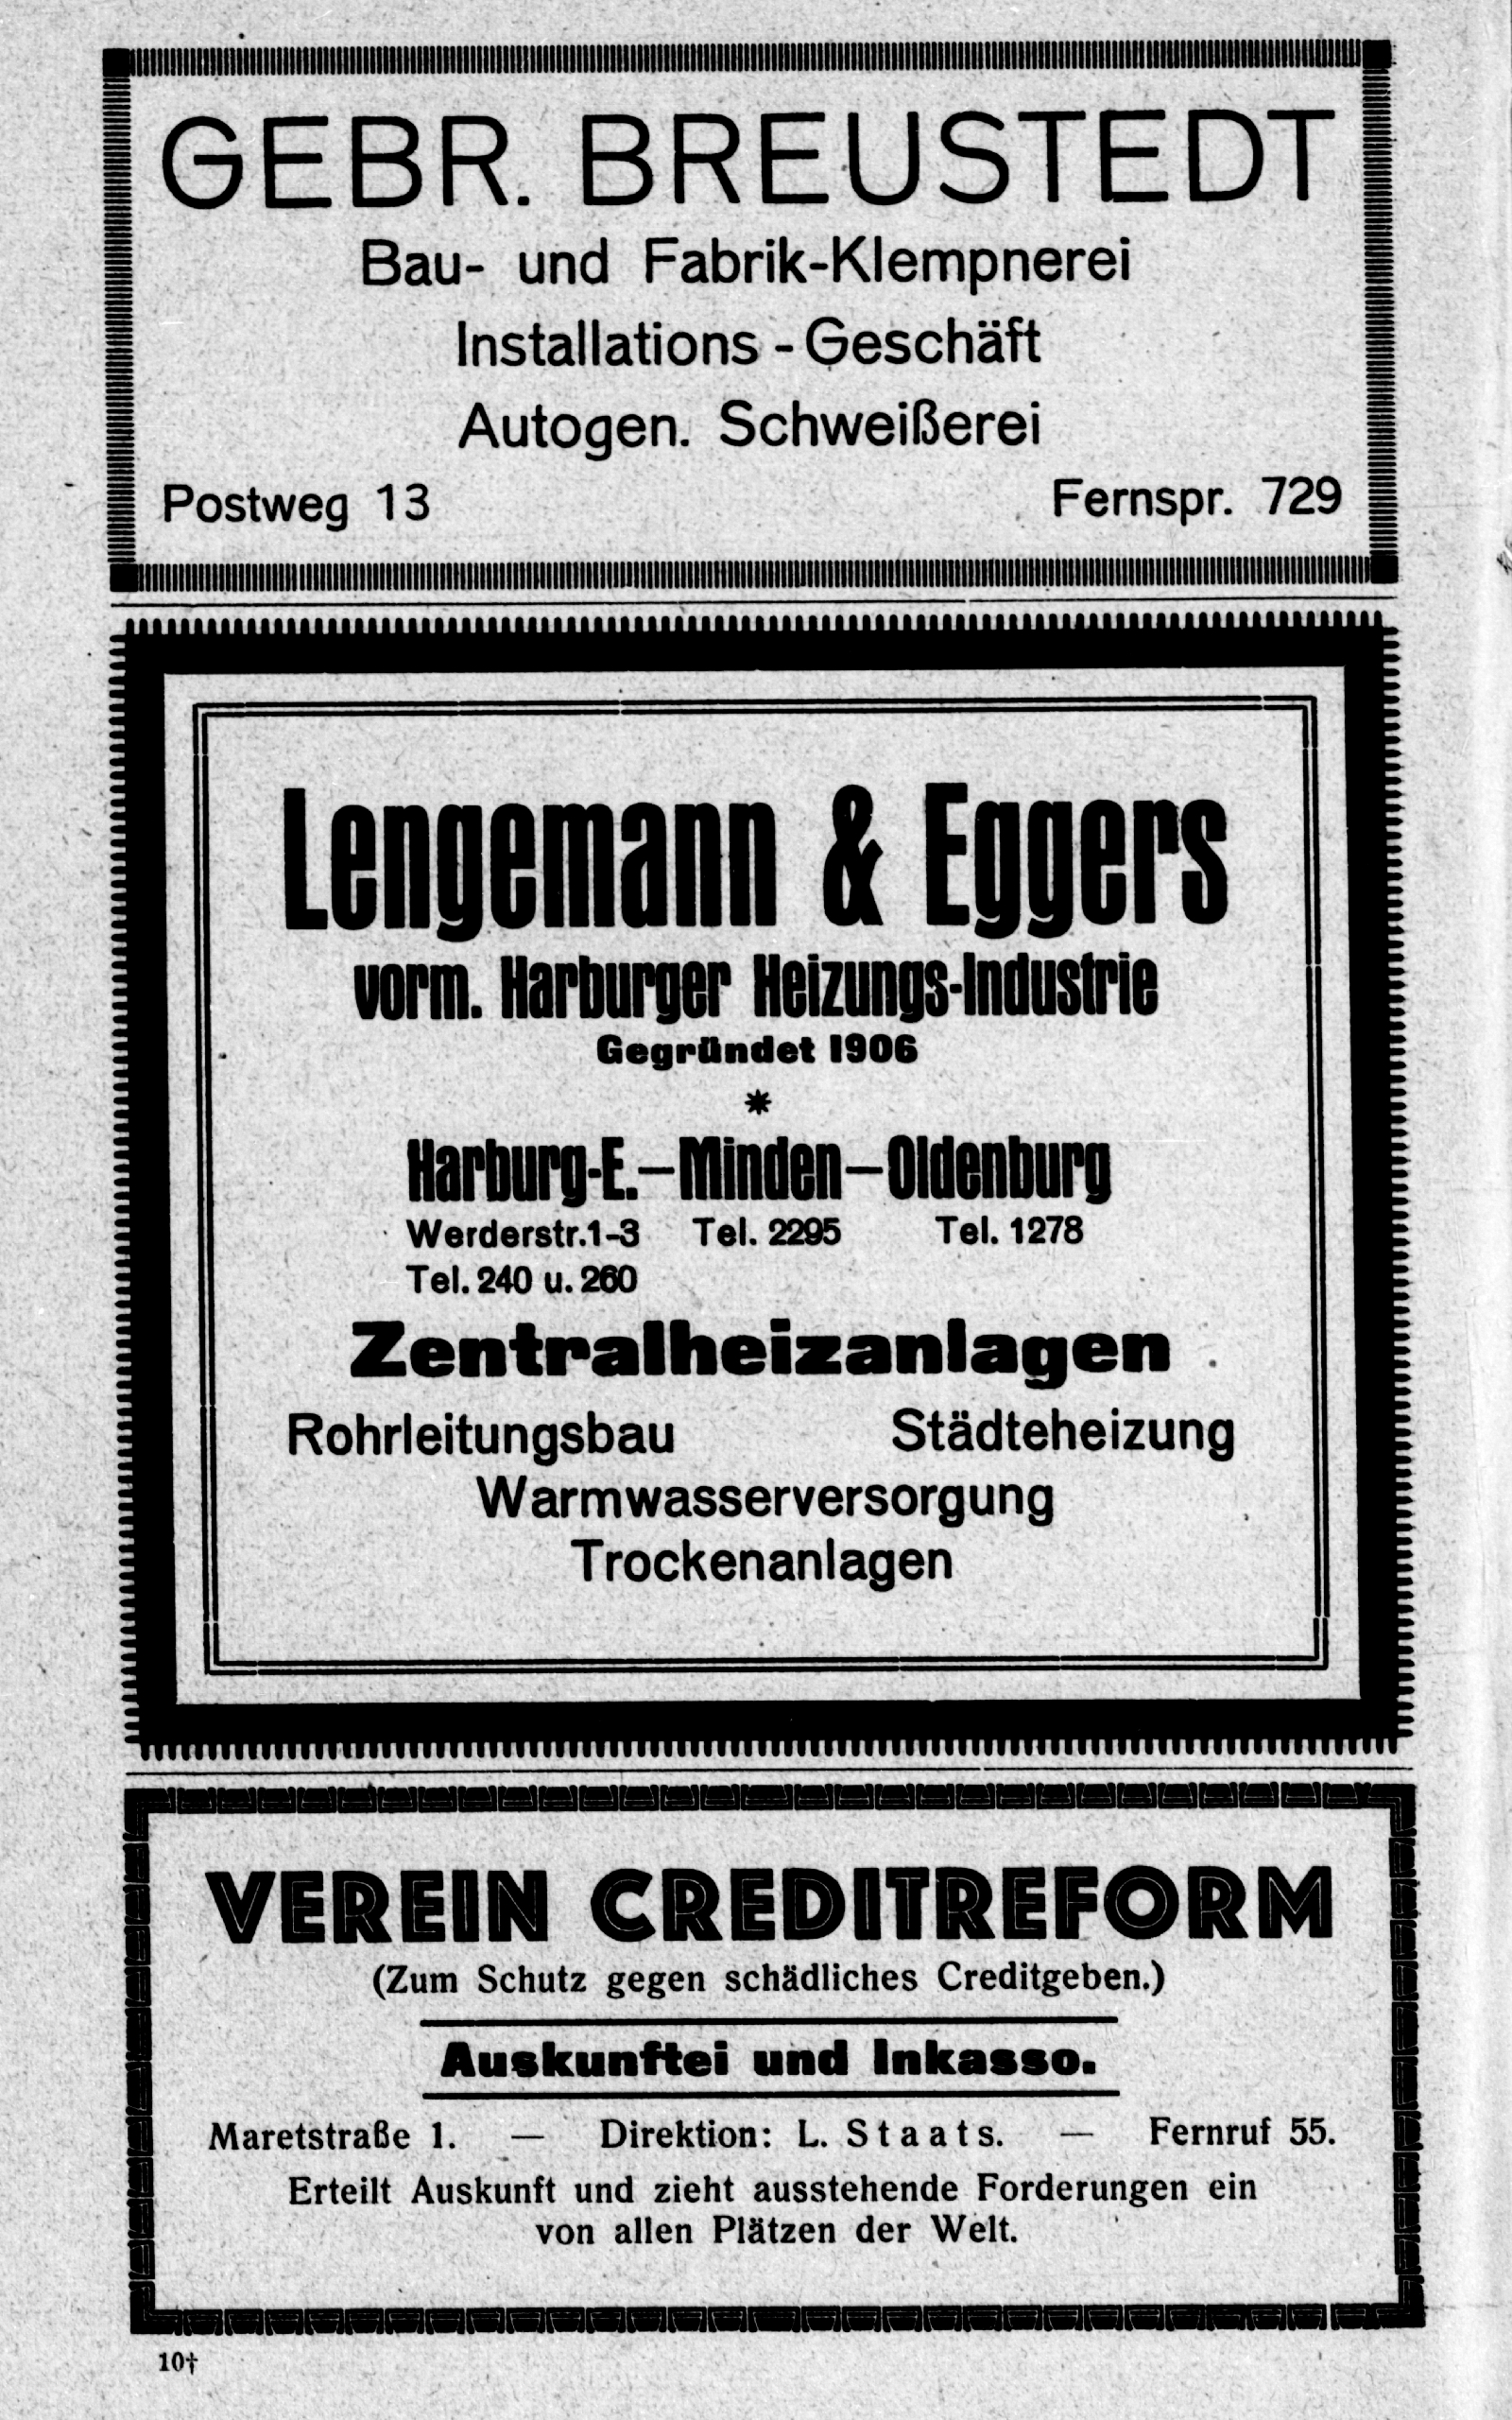 GEBR. BREUSTEDT
Bau- und Fabrik-Klempnerei
Installations - Geschäft
Autogen. Schweißerei
Postweg 13 Fernspr. 729
Lengemann & Eggers
vorm. Harburger Heizungs-Industrie
Gegründet 1906
*
Harburg-E.—Minden—Oldenburg
Werderstr.1-3 Tel. 2295 Tel. 1278
Tel. 240 u. 260
Zentralheizanlagen
Rohrleitungsbau Städteheizung
Warmwasserversorgung
Trockenanlagen
VEREIN CREDITREFORM
(Zum Schutz gegen schädliches Creditgeben.)
Auskunftei und Inkasso.
Maretstraße 1. — Direktion: L. Staats. — Fernruf 55.
Erteilt Auskunft und zieht ausstehende Forderungen ein
von allen Plätzen der Welt.
10†